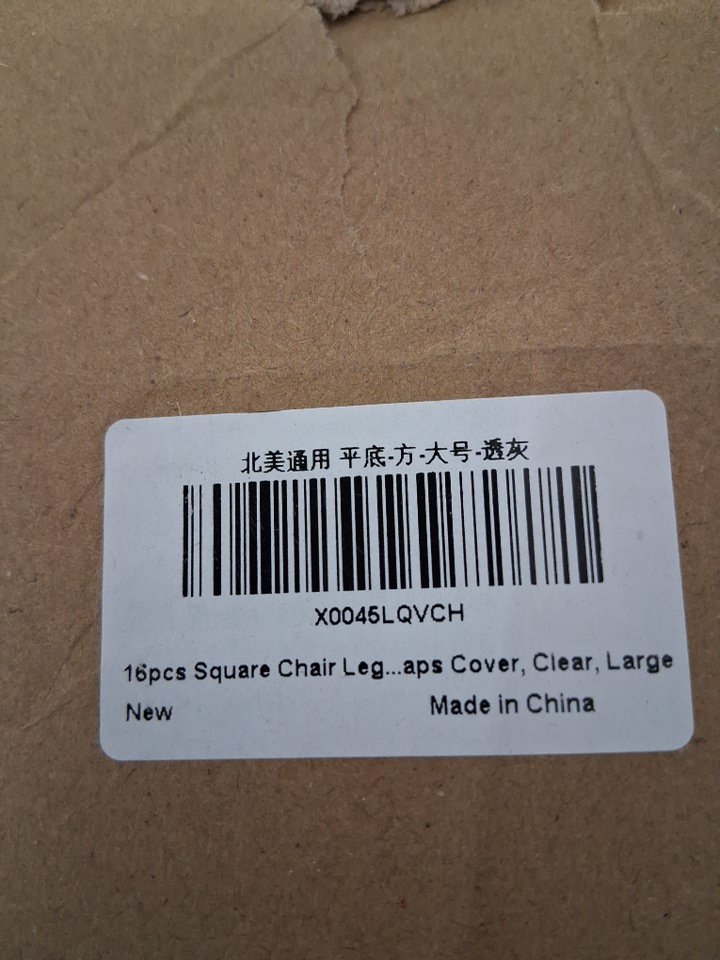 北美通用 平底-方-大号-透灰
X0045LQVCH
16pcs Square Chair Leg...aps Cover, Clear, Large
New
Made in China